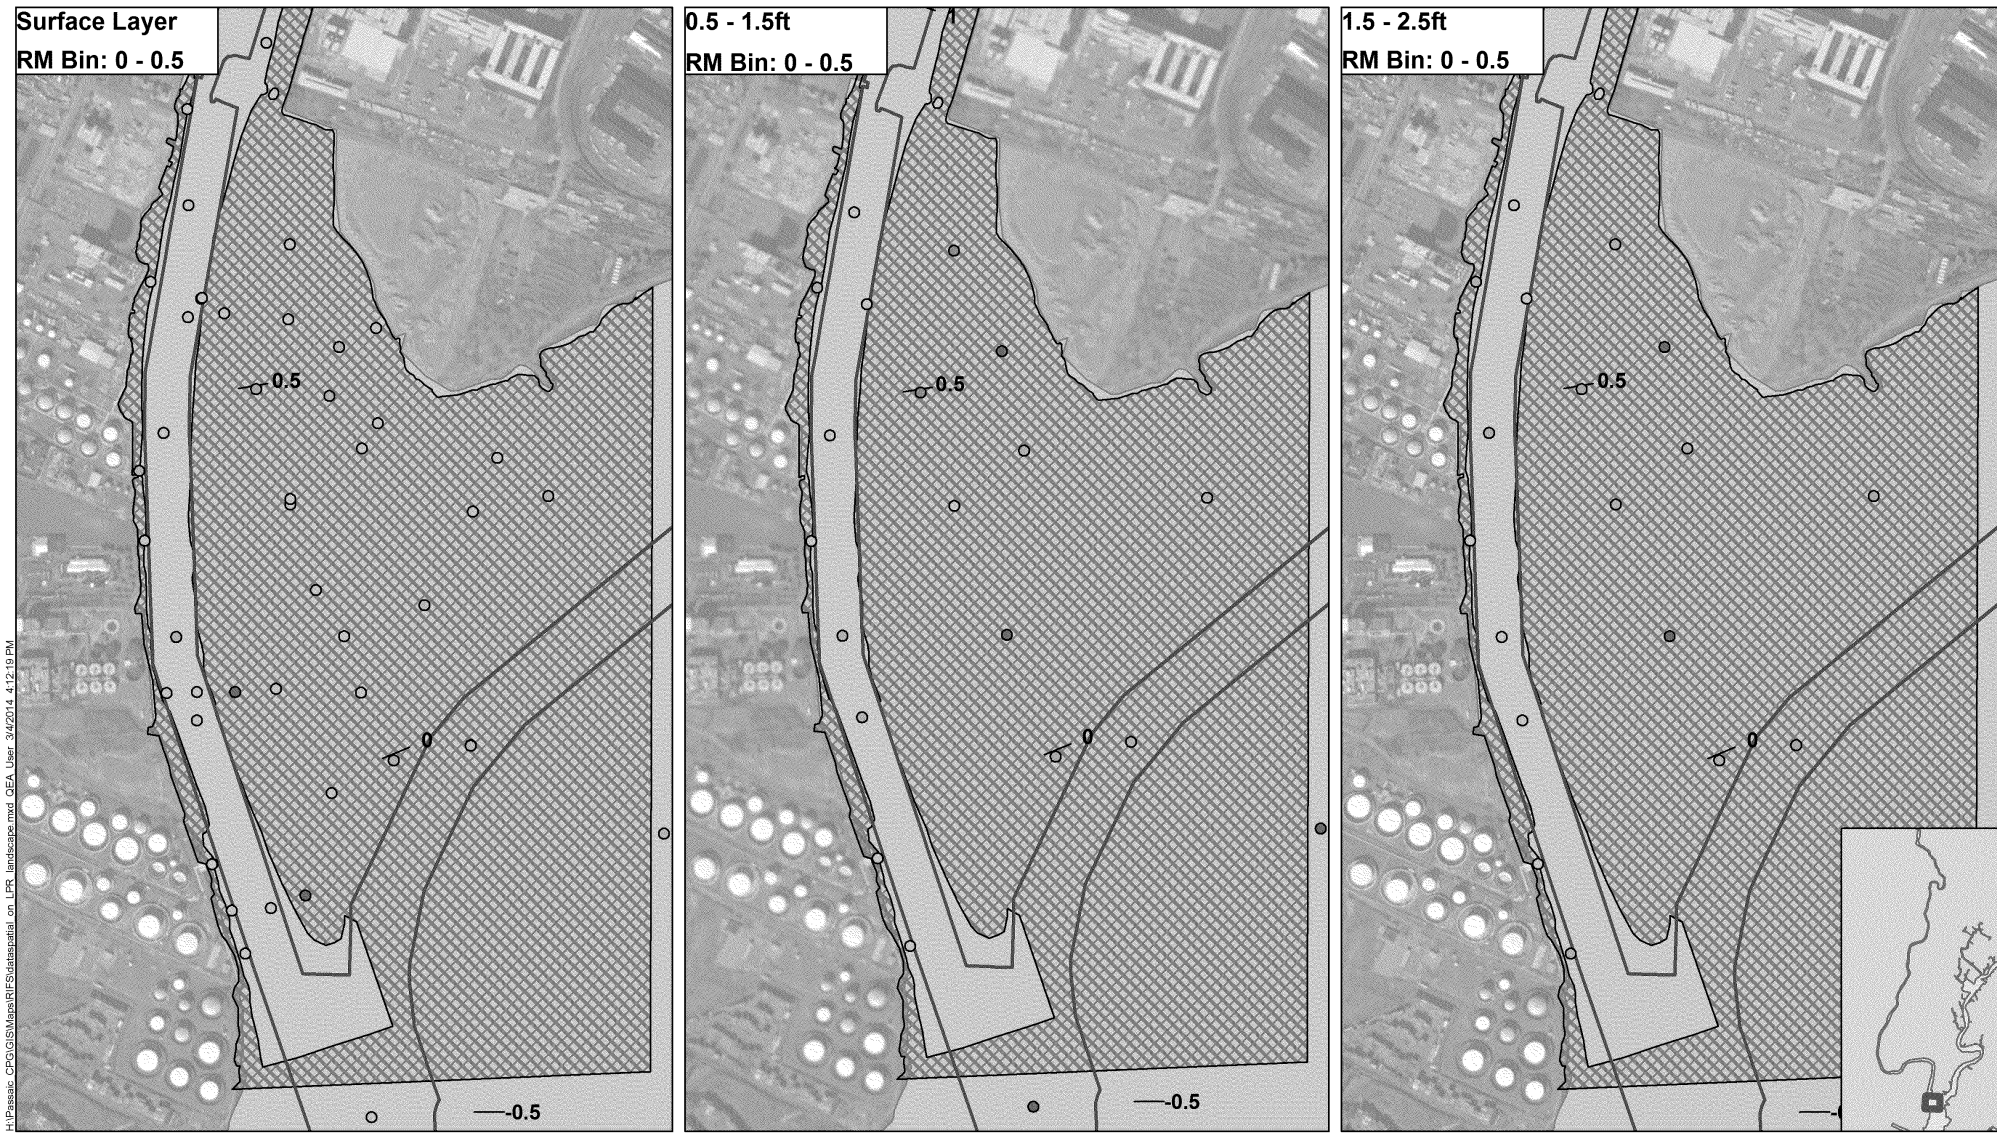 Surface Layer
RM Bin: 0 - 0.5
0.5
0
-0.5
0.5 - 1.5ft
RM Bin: 0 - 0.5
0.5
0
-0.5
1.5 - 2.5ft
RM Bin: 0 - 0.5
0.5
0
H:\Passaic_CPG\GIS\Maps\RIFS\dataspatial_on_LPR_landscape.mxd QEA_User 3/4/2014 4:12:19 PM